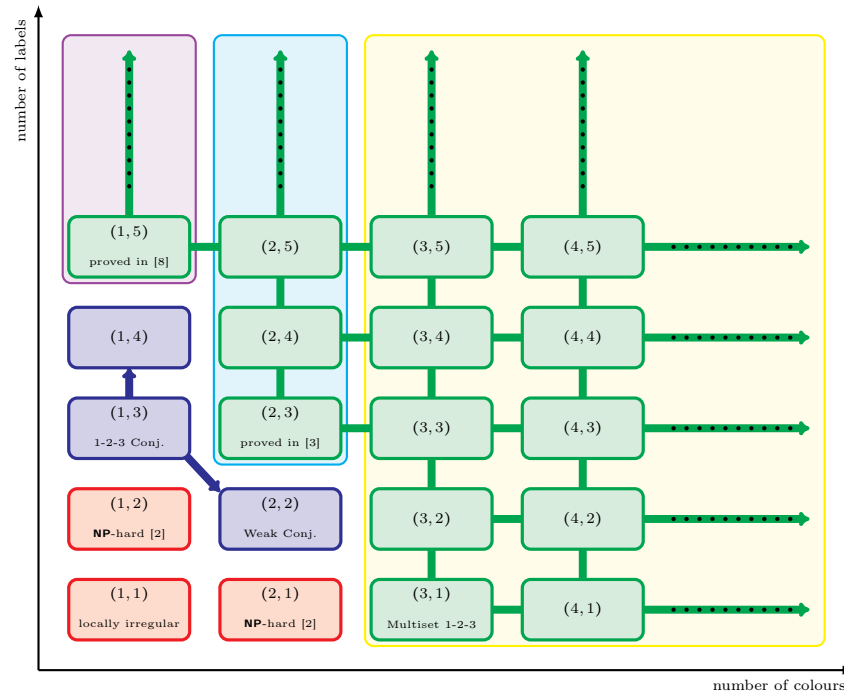 number of labels
(1, 5)
proved in [8]
(2, 5)
(3, 5)
(4, 5)
(1, 4)
(2, 4)
(3, 4)
(4, 4)
(1, 3)
1-2-3 Conj.
(2, 3)
proved in [3]
(3, 3)
(4, 3)
(1, 2)
NP-hard [2]
(2, 2)
Weak Conj.
(3, 2)
(4, 2)
(1, 1)
locally irregular
(2, 1)
NP-hard [2]
(3, 1)
Multiset 1-2-3
(4, 1)
number of colours